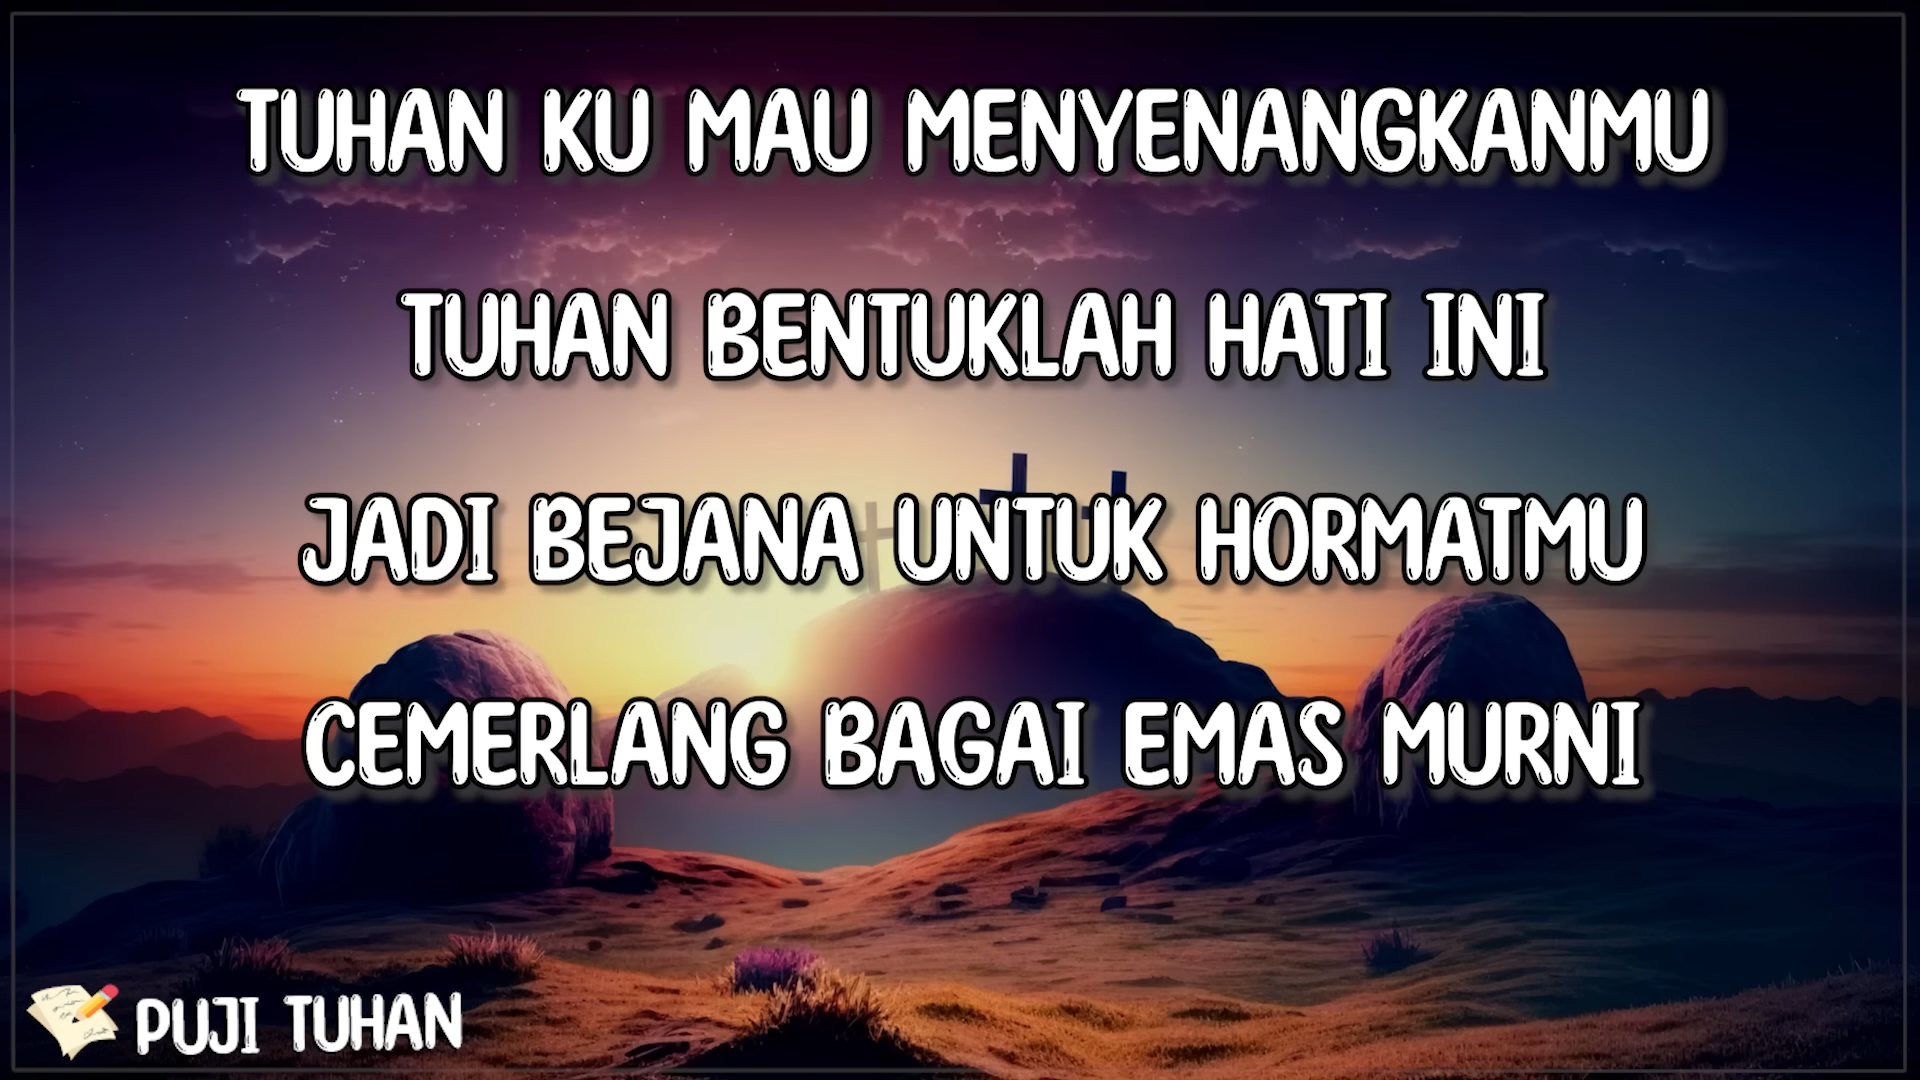 TUHAN KU MAU MENYENANGKANMU
TUHAN BENTUKLAH HATI INI
JADI BEJANA UNTUK HORMATMU
CEMERLANG BAGAI EMAS MURNI
PUJI TUHAN